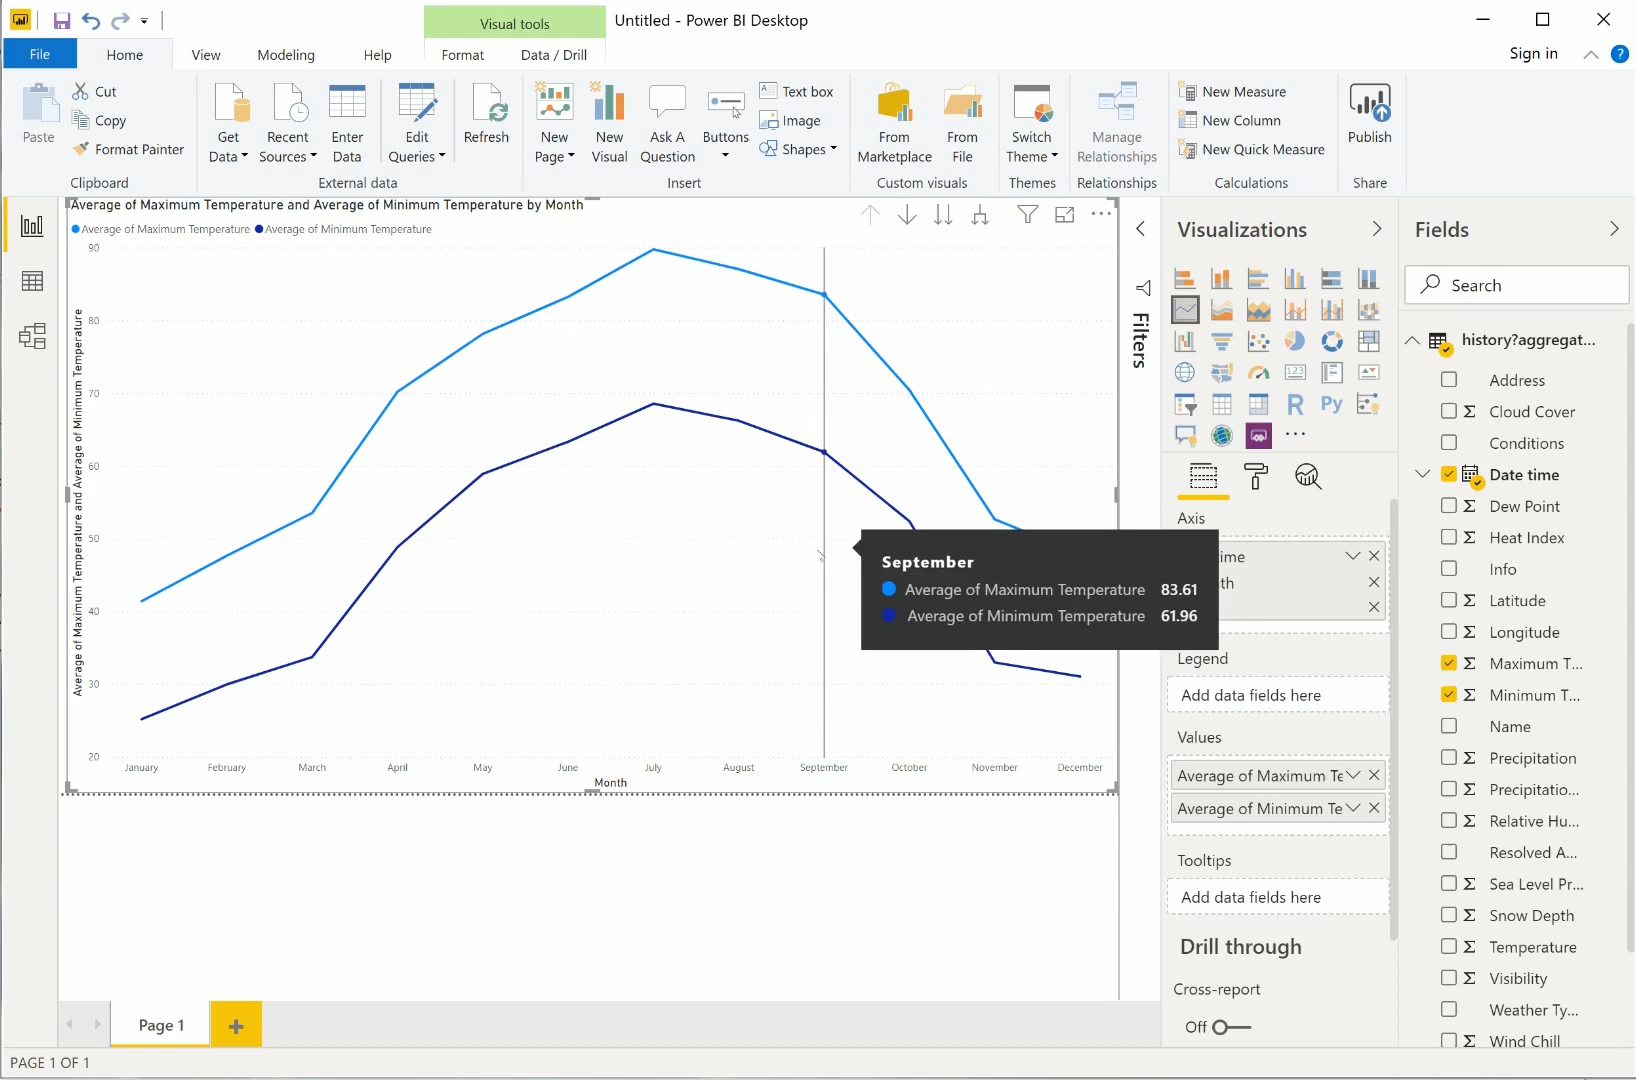 Visual tools
Untitled - Power BI Desktop
File Home View Modeling Help Format Data / Drill
Sign in
?
Paste
Cut
Copy
Format Painter
Clipboard
Get Data
Recent Sources
Enter Data
Edit Queries
Refresh
External data
New Page
New Visual
Ask A Question
Buttons
Text box
Image
Shapes
Insert
From Marketplace
From File
Custom visuals
Switch Theme
Themes
Manage Relationships
Relationships
New Measure
New Column
New Quick Measure
Calculations
Publish
Share
Average of Maximum Temperature and Average of Minimum Temperature by Month
Average of Maximum Temperature Average of Minimum Temperature
Average of Maximum Temperature and Average of Minimum Temperature
90
80
70
60
50
40
30
20
January February March April May June July August September October November December
Month
September
Average of Maximum Temperature 83.61
Average of Minimum Temperature 61.96
Filters
Visualizations
123
R
Py
...
Axis
ime
th
Legend
Add data fields here
Values
Average of Maximum Te
Average of Minimum Te
Tooltips
Add data fields here
Drill through
Cross-report
Off
Fields
Search
history?aggregat...
Address
Σ Cloud Cover
Conditions
Date time
Σ Dew Point
Σ Heat Index
Info
Σ Latitude
Σ Longitude
Σ Maximum T...
Σ Minimum T...
Name
Σ Precipitation
Σ Precipitatio...
Σ Relative Hu...
Resolved A...
Σ Sea Level Pr...
Σ Snow Depth
Σ Temperature
Σ Visibility
Weather Ty...
Σ Wind Chill
Page 1
+
PAGE 1 OF 1